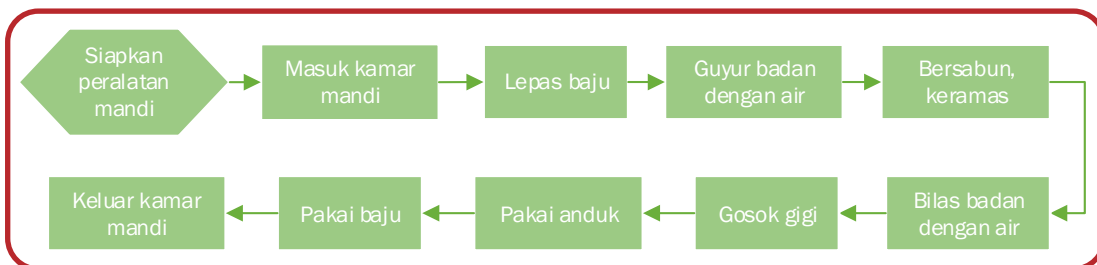 Siapkan
peralatan
mandi
Masuk kamar
mandi
Lepas baju
Guyur badan
dengan air
Bersabun,
keramas
Bilas badan
dengan air
Gosok gigi
Pakai anduk
Pakai baju
Keluar kamar
mandi